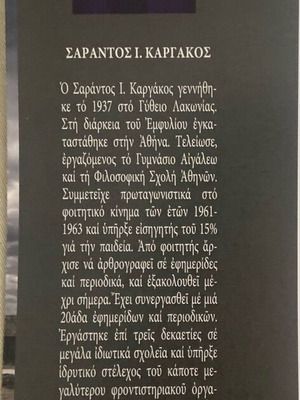 ΣΑΡΑΝΤΟΣ Ι. ΚΑΡΓΑΚΟΣ
Ὁ Σαράντος Ι. Καργάκος γεννήθη-
κε τό 1937 στό Γύθειο Λακωνίας.
Στή διάρκεια τοῦ Ἐμφυλίου ἐγκα-
ταστάθηκε στήν Ἀθήνα. Τελείωσε,
ἐργαζόμενος τό Γυμνάσιο Αἰγάλεω
καί τή Φιλοσοφική Σχολή Ἀθηνῶν.
Συμμετεῖχε πρωταγωνιστικά στό
φοιτητικό κίνημα τῶν ἐτῶν 1961-
1963 καί ὑπῆρξε εἰσηγητής τοῦ 15%
γιά τήν παιδεία. Ἀπό φοιτητής ἄρ-
χισε νά ἀρθρογραφεῖ σέ ἐφημερίδες
καί περιοδικά, καί ἐξακολουθεῖ μέ-
χρι σήμερα. Ἔχει συνεργασθεῖ μέ μιά
20άδα ἐφημερίδων καί περιοδικῶν.
Ἐργάστηκε ἐπί τρεῖς δεκαετίες σέ
μεγάλα ἰδιωτικά σχολεῖα καί ὑπῆρξε
ἱδρυτικό στέλεχος τοῦ κάποτε με-
γαλύτερου φροντιστηριακοῦ ὀργα-